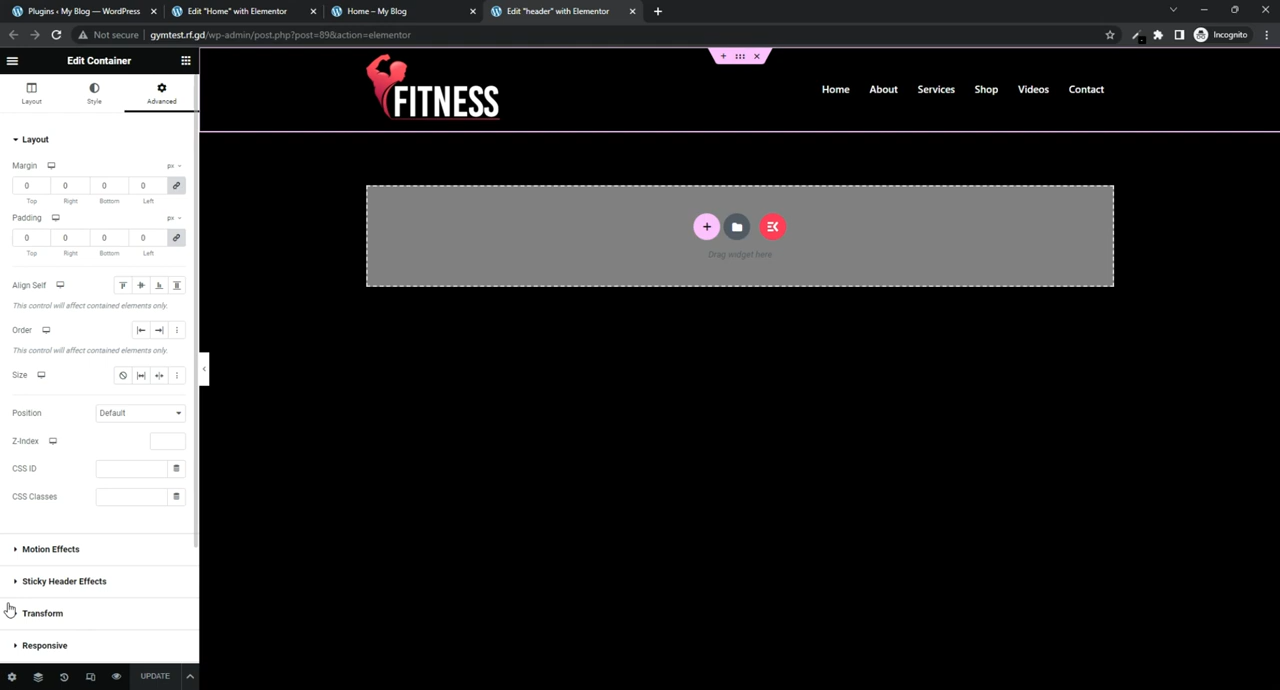 Plugins ‹ My Blog — WordPress
Edit "Home" with Elementor
Home – My Blog
Edit "header" with Elementor
Not secure
gymtest.rf.gd/wp-admin/post.php?post=89&action=elementor
Incognito
Edit Container
FITNESS
Home
About
Services
Shop
Videos
Contact
Layout
Style
Advanced
Layout
Margin
px
0
0
0
0
Top
Right
Bottom
Left
Padding
px
0
0
0
0
Top
Right
Bottom
Left
Drag widget here
Align Self
This control will affect contained elements only.
Order
This control will affect contained elements only.
Size
Position
Default
Z-Index
CSS ID
CSS Classes
Motion Effects
Sticky Header Effects
Transform
Responsive
UPDATE